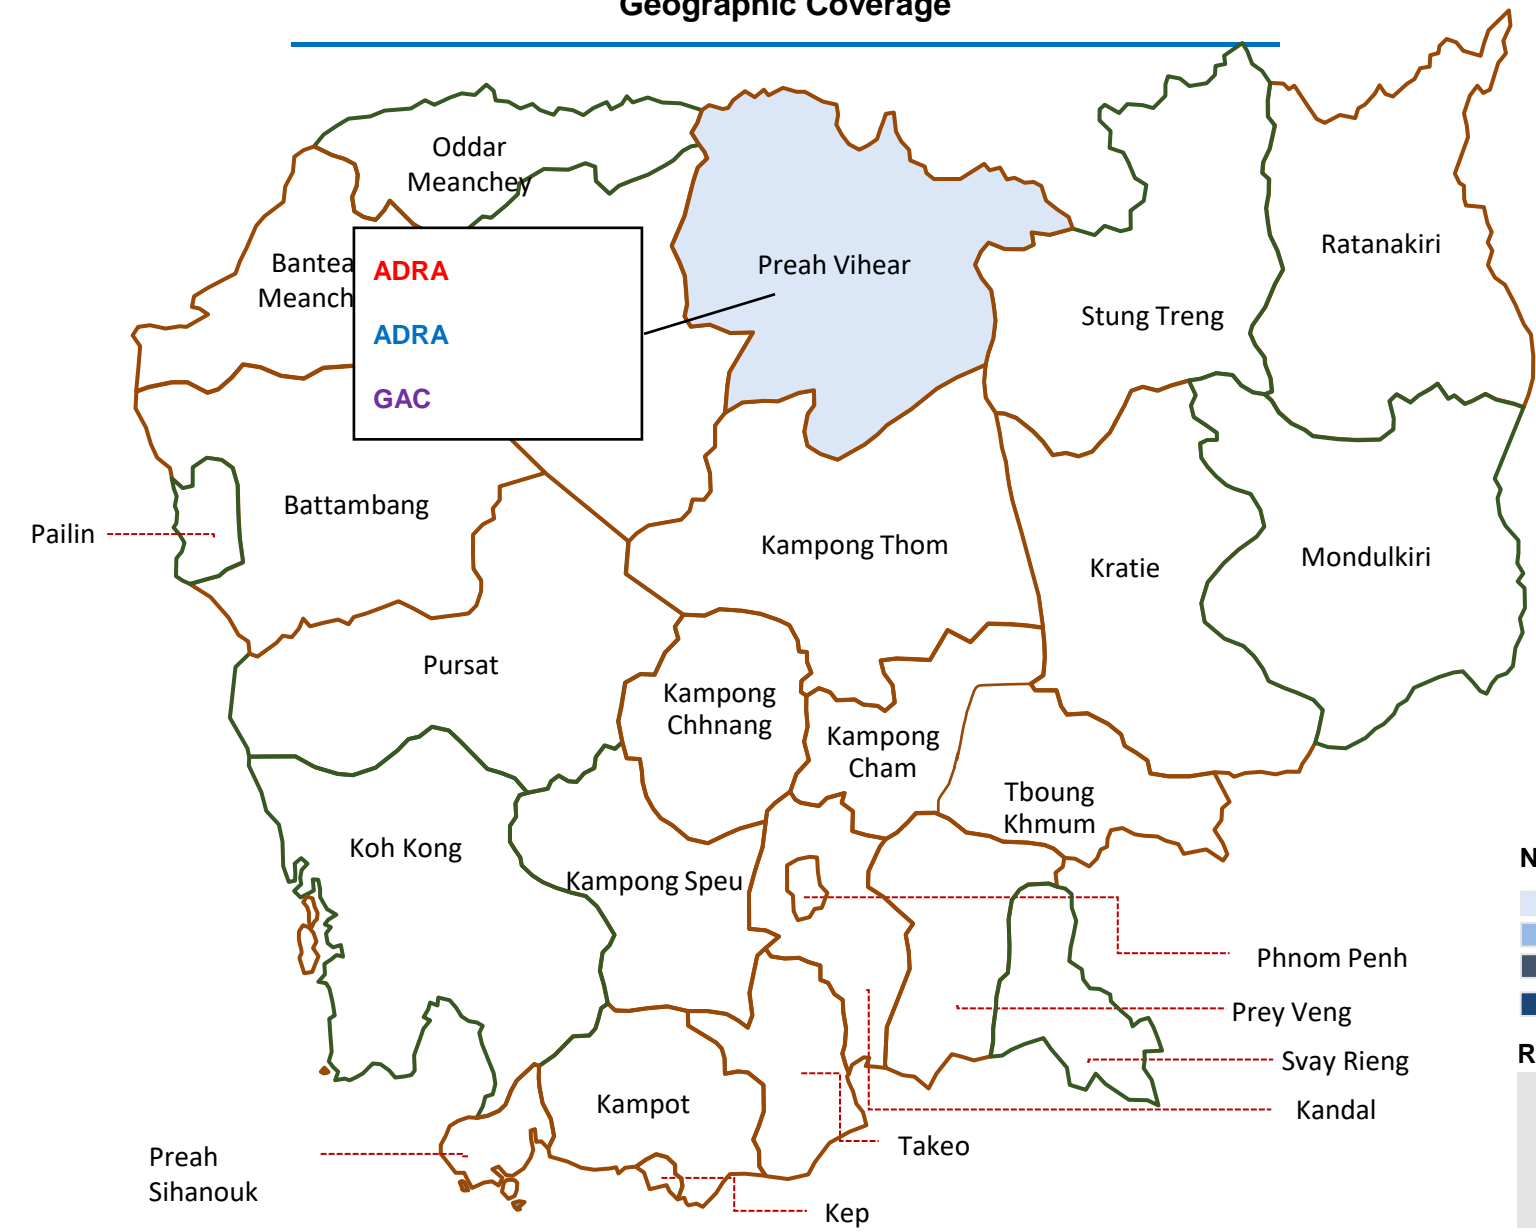 Geographic Coverage
Oddar
Meanchey
Bantea
Meanch
ADRA
ADRA
GAC
Preah Vihear
Ratanakiri
Stung Treng
Battambang
Pailin
Kampong Thom
Kratie
Mondulkiri
Pursat
Kampong
Chhnang
Kampong
Cham
Tboung
Khmum
Koh Kong
Kampong Speu
N
Phnom Penh
Prey Veng
R
Svay Rieng
Kandal
Kampot
Takeo
Preah
Sihanouk
Kep